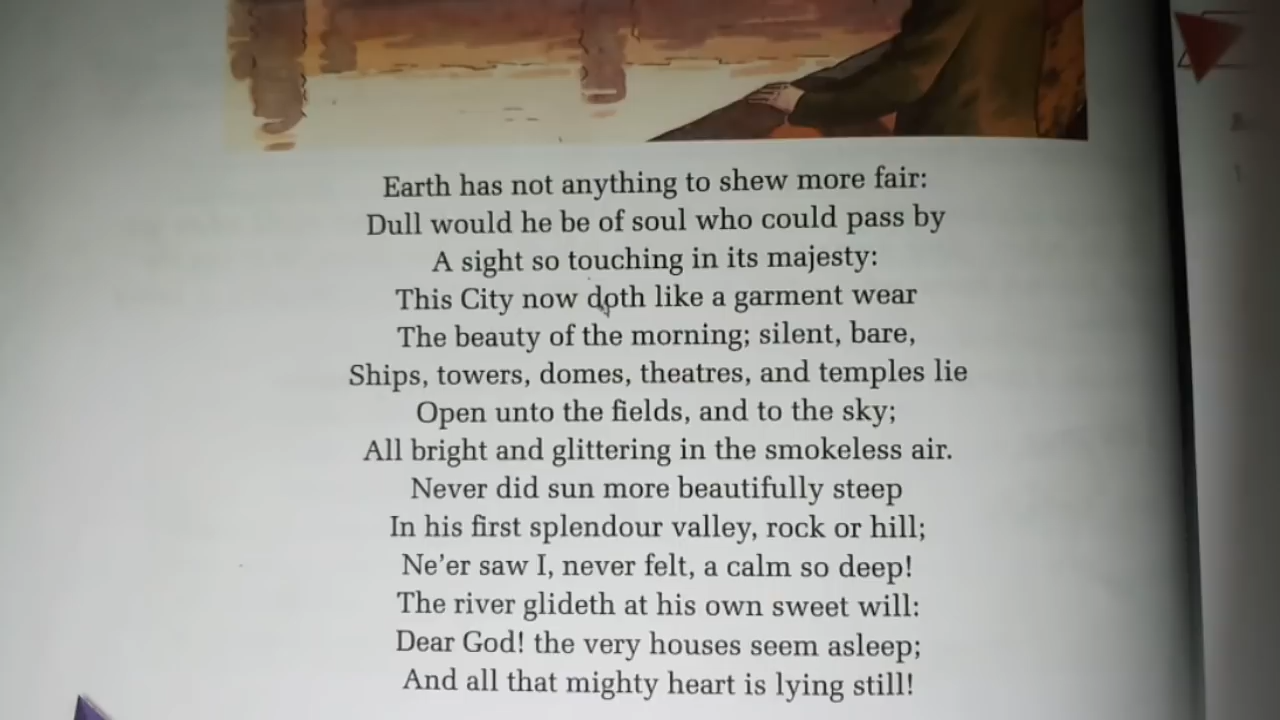 Earth has not anything to shew more fair:
Dull would he be of soul who could pass by
A sight so touching in its majesty:
This City now doth like a garment wear
The beauty of the morning; silent, bare,
Ships, towers, domes, theatres, and temples lie
Open unto the fields, and to the sky;
All bright and glittering in the smokeless air.
Never did sun more beautifully steep
In his first splendour valley, rock or hill;
Ne'er saw I, never felt, a calm so deep!
The river glideth at his own sweet will:
Dear God! the very houses seem asleep;
And all that mighty heart is lying still!